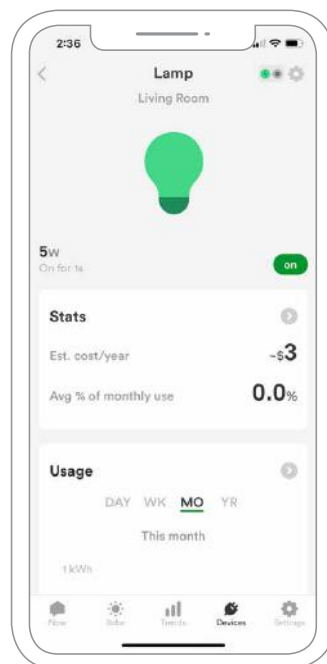 2:36
Lamp
Living Room
5w
On for 1s
on
Stats
Est. cost/year ~$3
Avg % of monthly use 0.0%
Usage
DAY WK MO YR
This month
1 kWh
Now Solar Trends Devices Settings